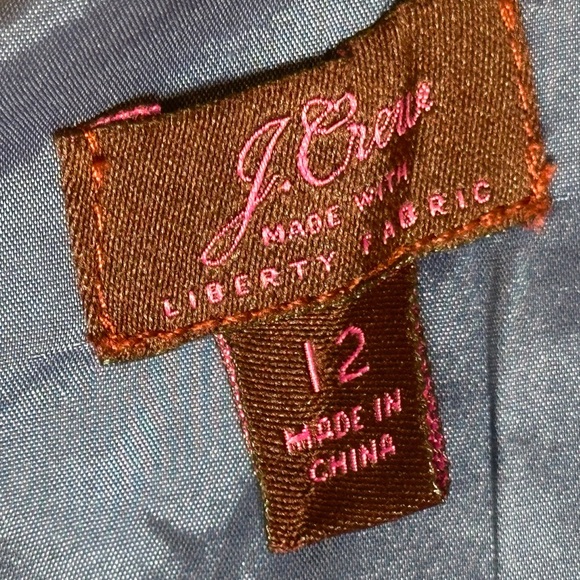 J.Crew
MADE WITH
LIBERTY FABRIC
12
MADE IN
CHINA